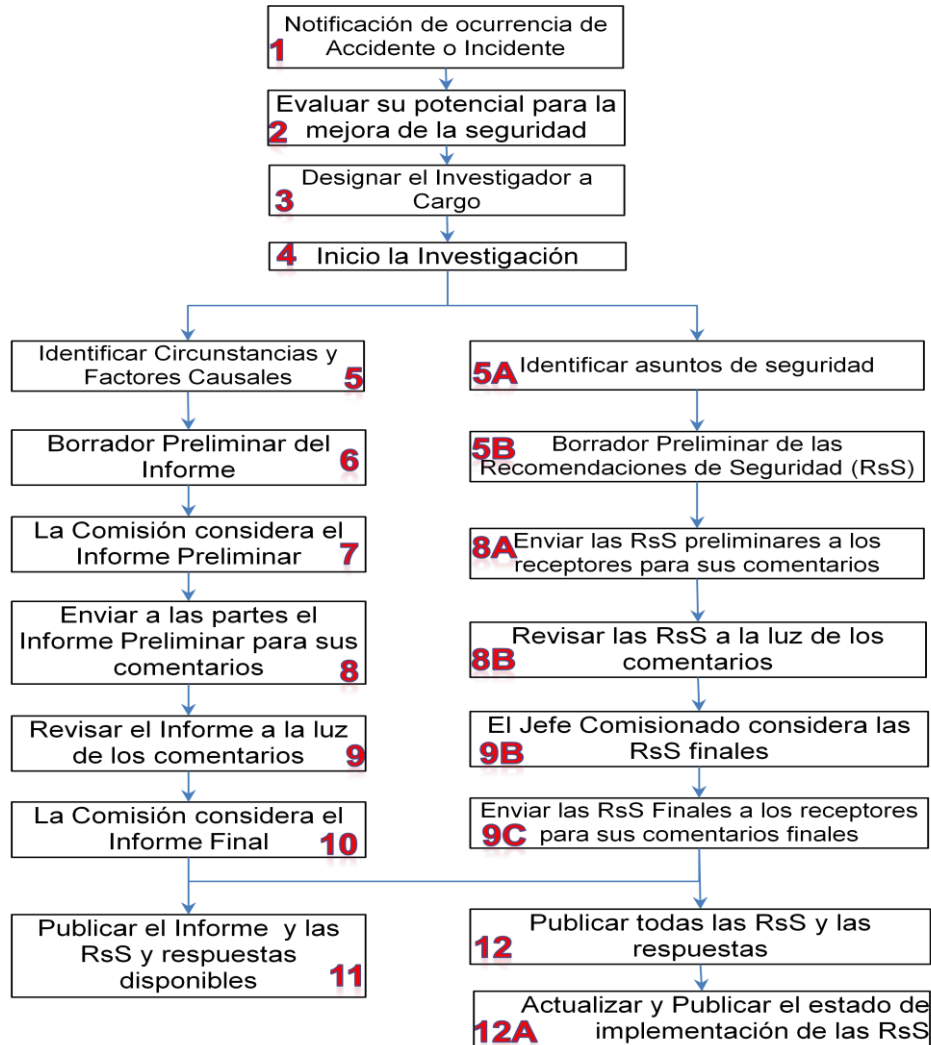 Notificación de ocurrencia de
Accidente o Incidente
1
Evaluar su potencial para la
mejora de la seguridad
2
Designar el Investigador a
Cargo
3
4 Inicio la Investigación
Identificar Circunstancias y
Factores Causales
5
5A Identificar asuntos de seguridad
Borrador Preliminar del
Informe
6
Borrador Preliminar de las
5B Recomendaciones de Seguridad (RsS)
La Comisión considera el
Informe Preliminar
7
8A Enviar las RsS preliminares a los
receptores para sus comentarios
Enviar a las partes el
Informe Preliminar para sus
comentarios
8
Revisar las RsS a la luz de los
comentarios
8B
Revisar el Informe a la luz
de los comentarios
9
El Jefe Comisionado considera las
RsS finales
9B
La Comisión considera el
Informe Final
10
Enviar las RsS Finales a los receptores
para sus comentarios finales
9C
Publicar el Informe y las
RsS y respuestas
disponibles
11
Publicar todas las RsS y las
respuestas
12
Actualizar y Publicar el estado de
implementación de las RsS
12A